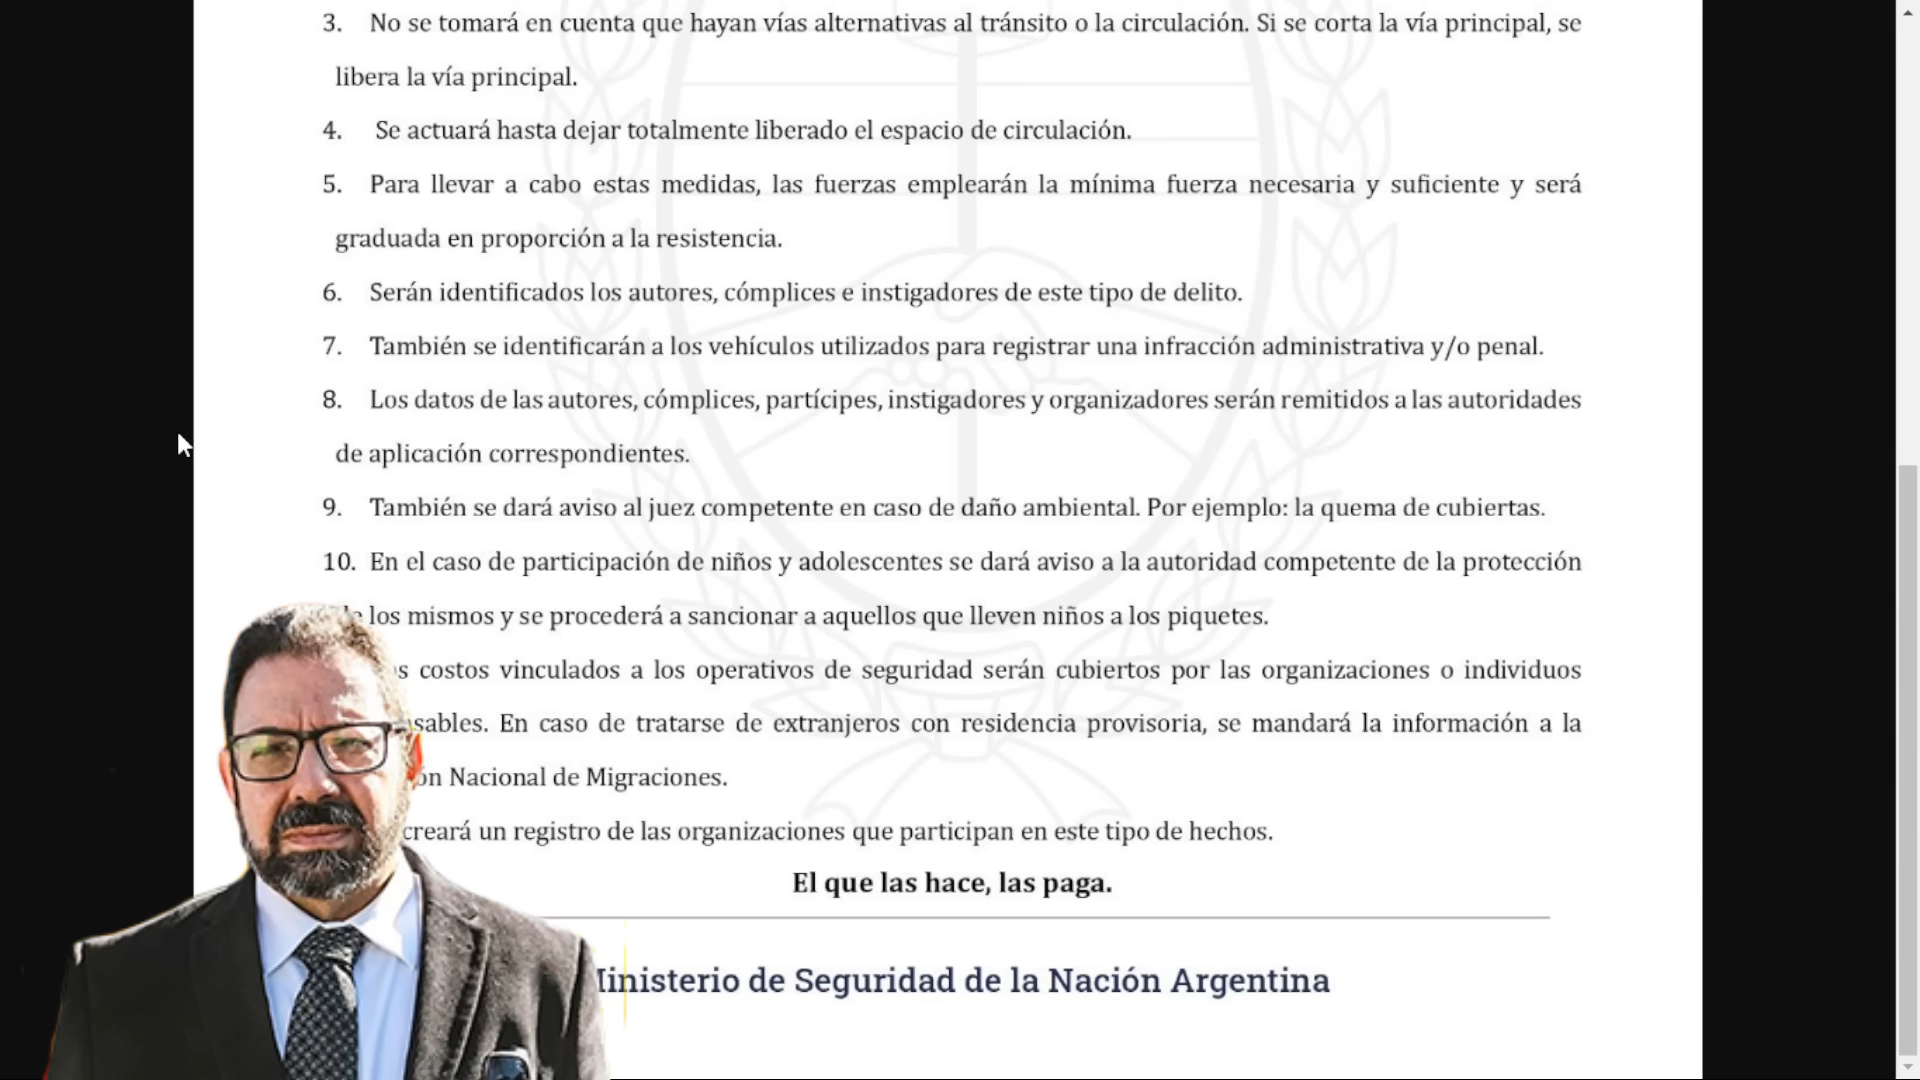 3. No se tomará en cuenta que hayan vías alternativas al tránsito o la circulación. Si se corta la vía principal, se
libera la vía principal.
4. Se actuará hasta dejar totalmente liberado el espacio de circulación.
5. Para llevar a cabo estas medidas, las fuerzas emplearán la mínima fuerza necesaria y suficiente y será
graduada en proporción a la resistencia.
6. Serán identificados los autores, cómplices e instigadores de este tipo de delito.
7. También se identificarán a los vehículos utilizados para registrar una infracción administrativa y/o penal.
8. Los datos de las autores, cómplices, partícipes, instigadores y organizadores serán remitidos a las autoridades
de aplicación correspondientes.
9. También se dará aviso al juez competente en caso de daño ambiental. Por ejemplo: la quema de cubiertas.
10. En el caso de participación de niños y adolescentes se dará aviso a la autoridad competente de la protección
los mismos y se procederá a sancionar a aquellos que lleven niños a los piquetes.
costos vinculados a los operativos de seguridad serán cubiertos por las organizaciones o individuos
sables. En caso de tratarse de extranjeros con residencia provisoria, se mandará la información a la
ón Nacional de Migraciones.
creará un registro de las organizaciones que participan en este tipo de hechos.
El que las hace, las paga.
inisterio de Seguridad de la Nación Argentina